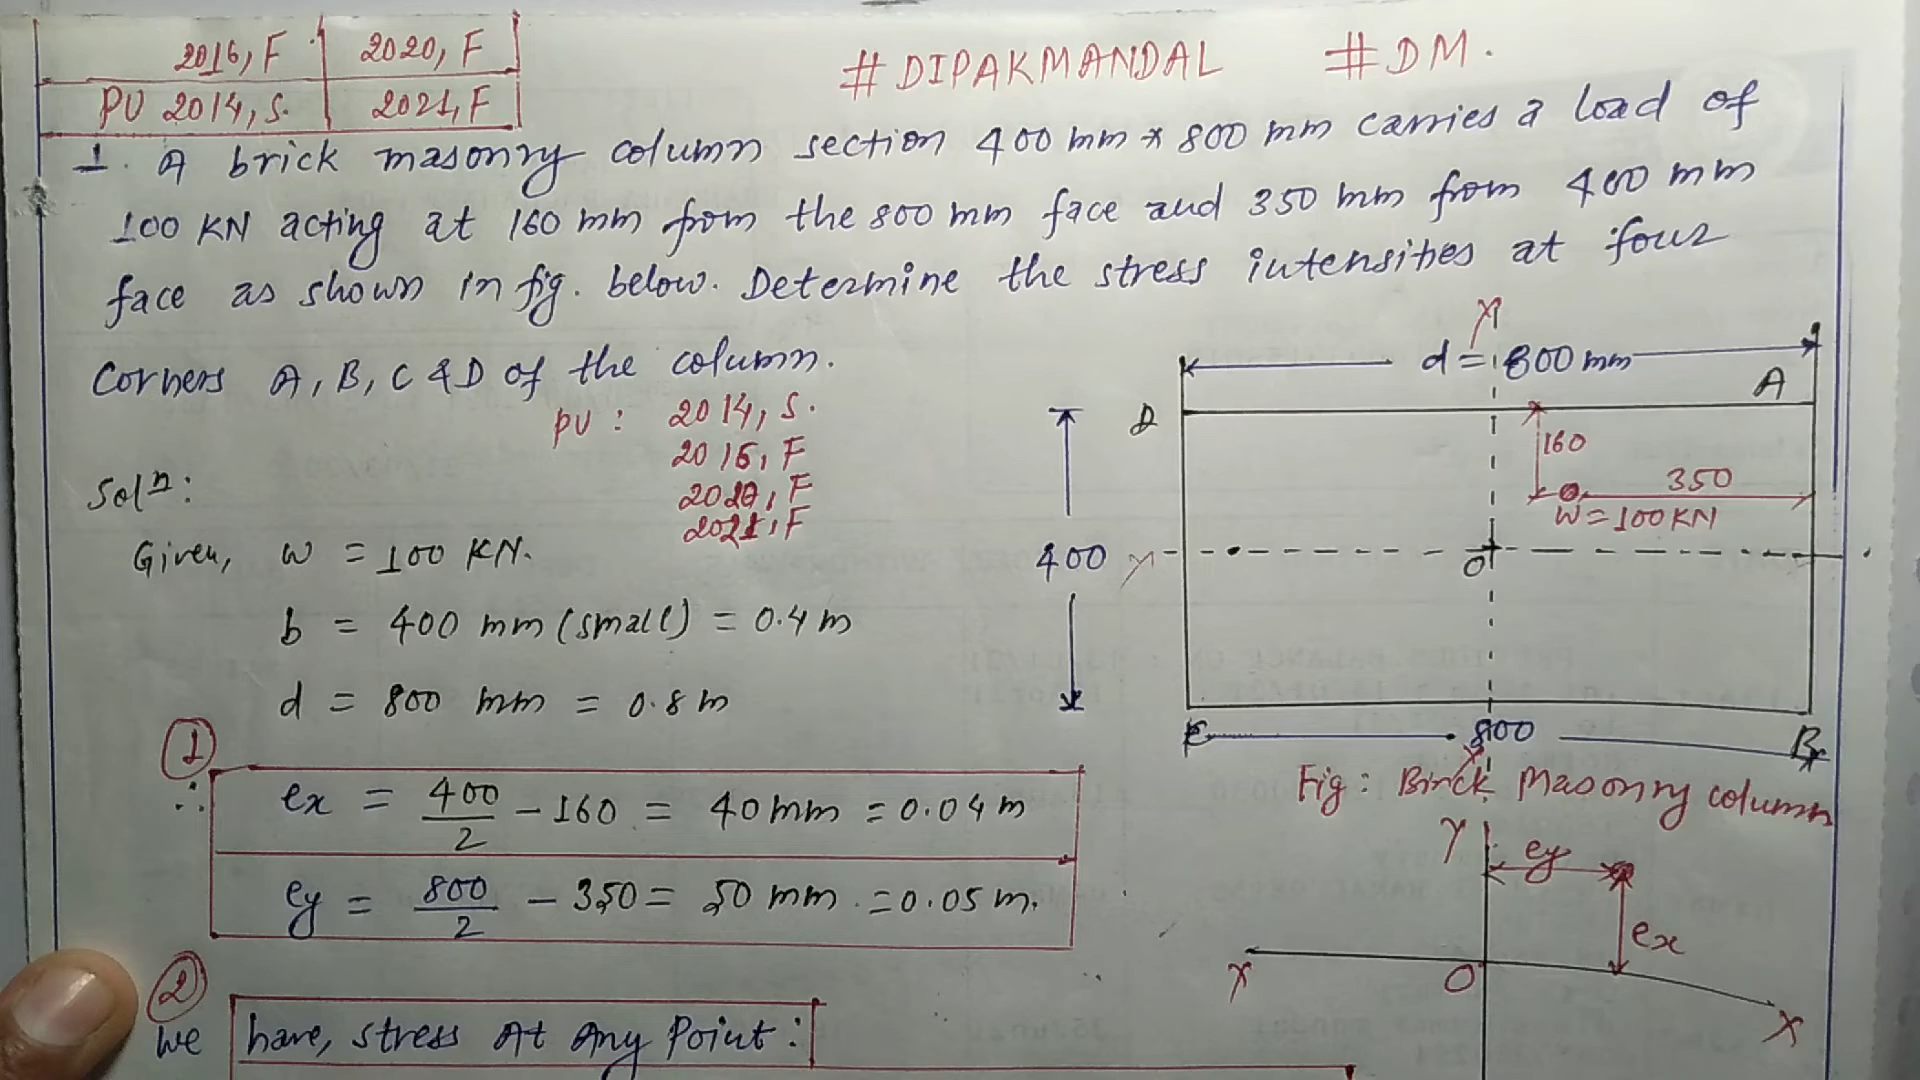 2016, F 2020, F
PU 2014, S. 2021, F
# DIPAKMANDAL # DM.
1. A brick masonry column section 400 mm * 800 mm carries a load of
100 KN acting at 160 mm from the 800 mm face and 350 mm from 400 mm
face as shown in fig. below. Determine the stress intensities at four
Corners A, B, C & D of the column.
PU: 2014, S.
2016, F
2020, F
2021, F
Y
d = 800 mm
D A
160
350
W = 100 KN
400
O
C 800 B
Fig: Brick Masonry column
Soln:
Given, W = 100 KN.
b = 400 mm (small) = 0.4 m
d = 800 mm = 0.8 m
1
∴ ex = 400/2 - 160 = 40 mm = 0.04 m
ey = 800/2 - 350 = 50 mm. = 0.05 m.
Y ey
ex
X O X
2
We have, stress At Any Point: